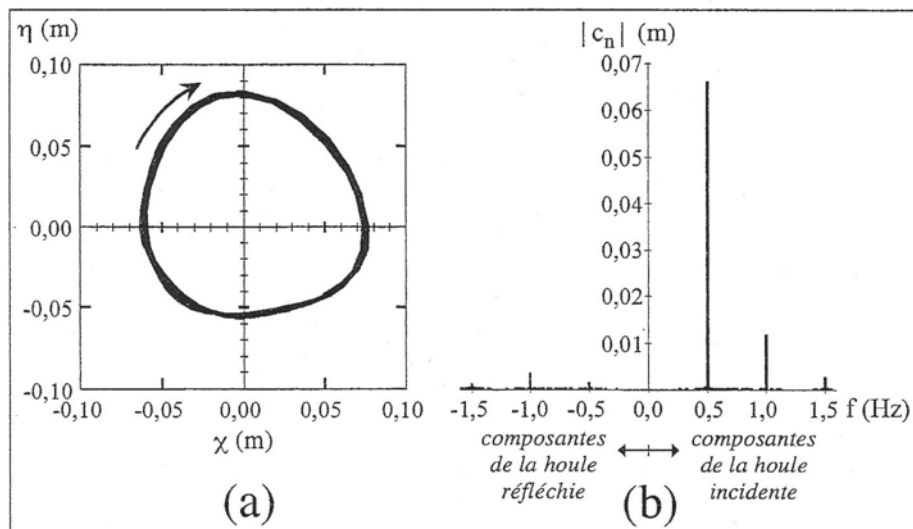 η (m)
0,10
0,05
0,00
-0,05
-0,10
-0,10 -0,05 0,00 0,05 0,10
χ (m)
(a)
|cₙ| (m)
0,07
0,06
0,05
0,04
0,03
0,02
0,01
-1,5 -1,0 -0,5 0,0 0,5 1,0 1,5 f (Hz)
composantes
de la houle
réfléchie
composantes
de la houle
incidente
(b)